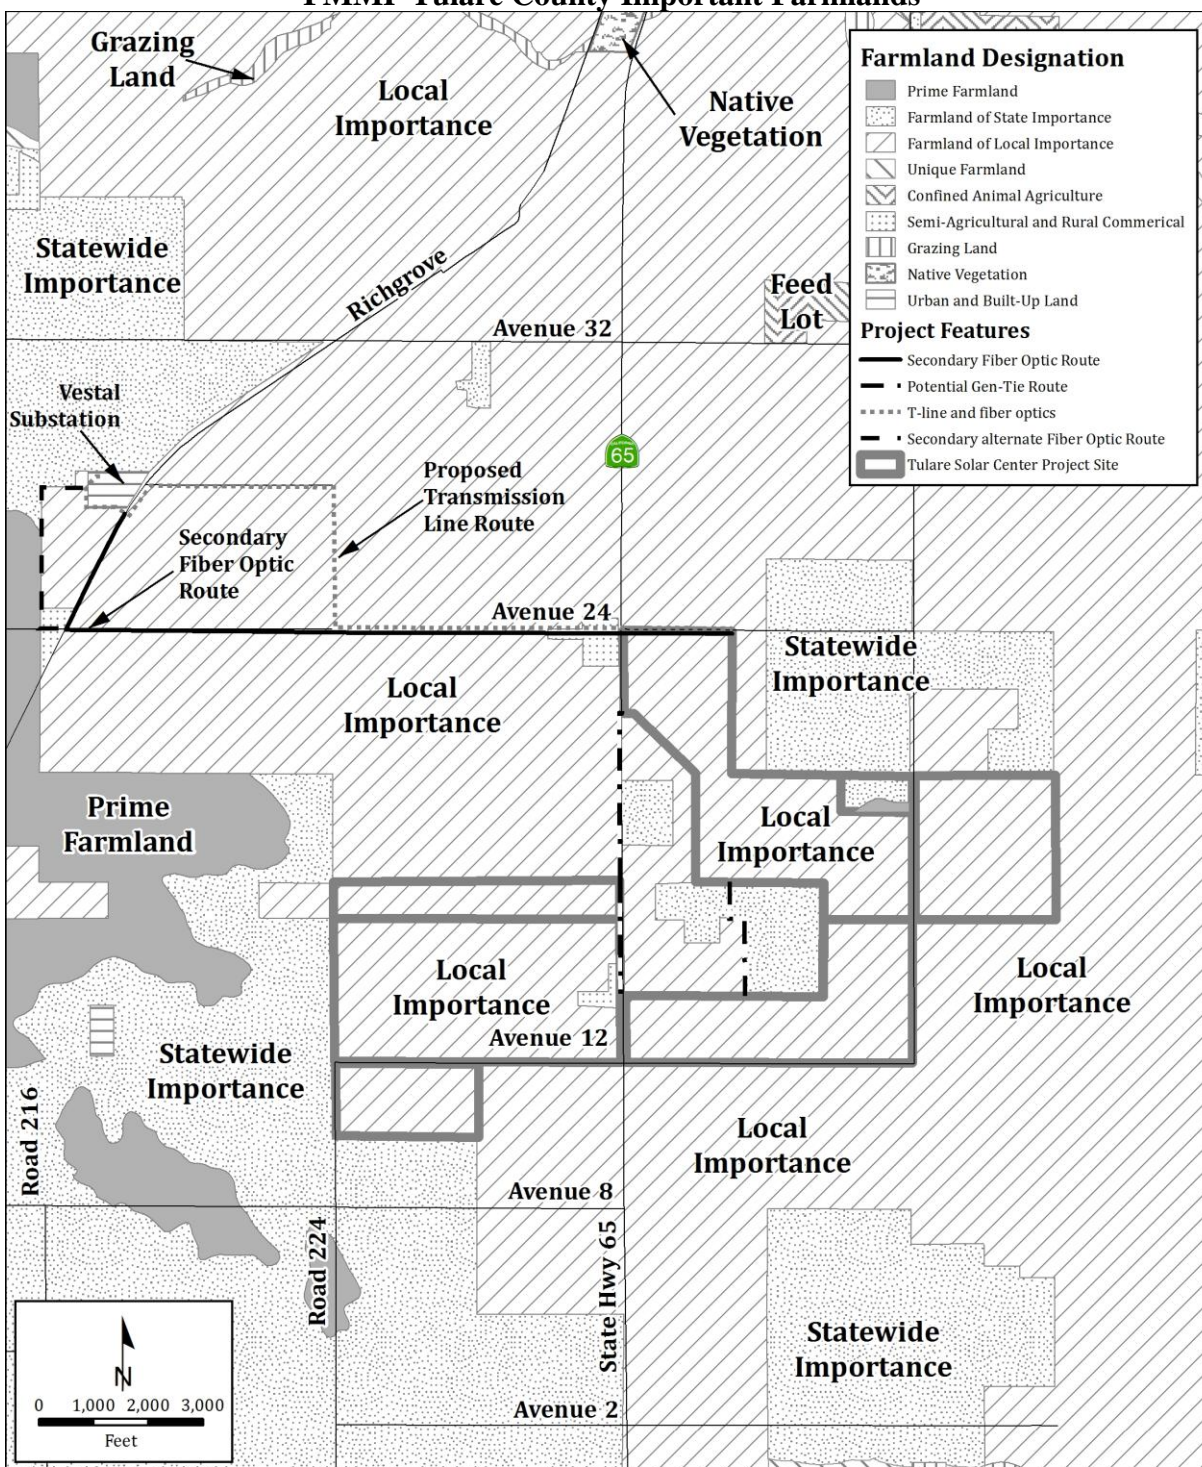 FMMP Tulare County Important Farmlands
Grazing
Land
Local
Importance
Native
Vegetation
Farmland Designation
Prime Farmland
Farmland of State Importance
Farmland of Local Importance
Unique Farmland
Confined Animal Agriculture
Semi-Agricultural and Rural Commerical
Grazing Land
Native Vegetation
Urban and Built-Up Land
Project Features
Secondary Fiber Optic Route
Potential Gen-Tie Route
T-line and fiber optics
Secondary alternate Fiber Optic Route
Tulare Solar Center Project Site
Statewide
Importance
Richgrove
Feed
Lot
Avenue 32
Vestal
Substation
CALIFORNIA
65
Proposed
Transmission
Line Route
Secondary
Fiber Optic
Route
Avenue 24
Statewide
Importance
Local
Importance
Prime
Farmland
Local
Importance
Local
Importance
Local
Importance
Avenue 12
Statewide
Importance
Road 216
Local
Importance
Avenue 8
Road 224
State Hwy 65
Statewide
Importance
N
0 1,000 2,000 3,000
Feet
Avenue 2